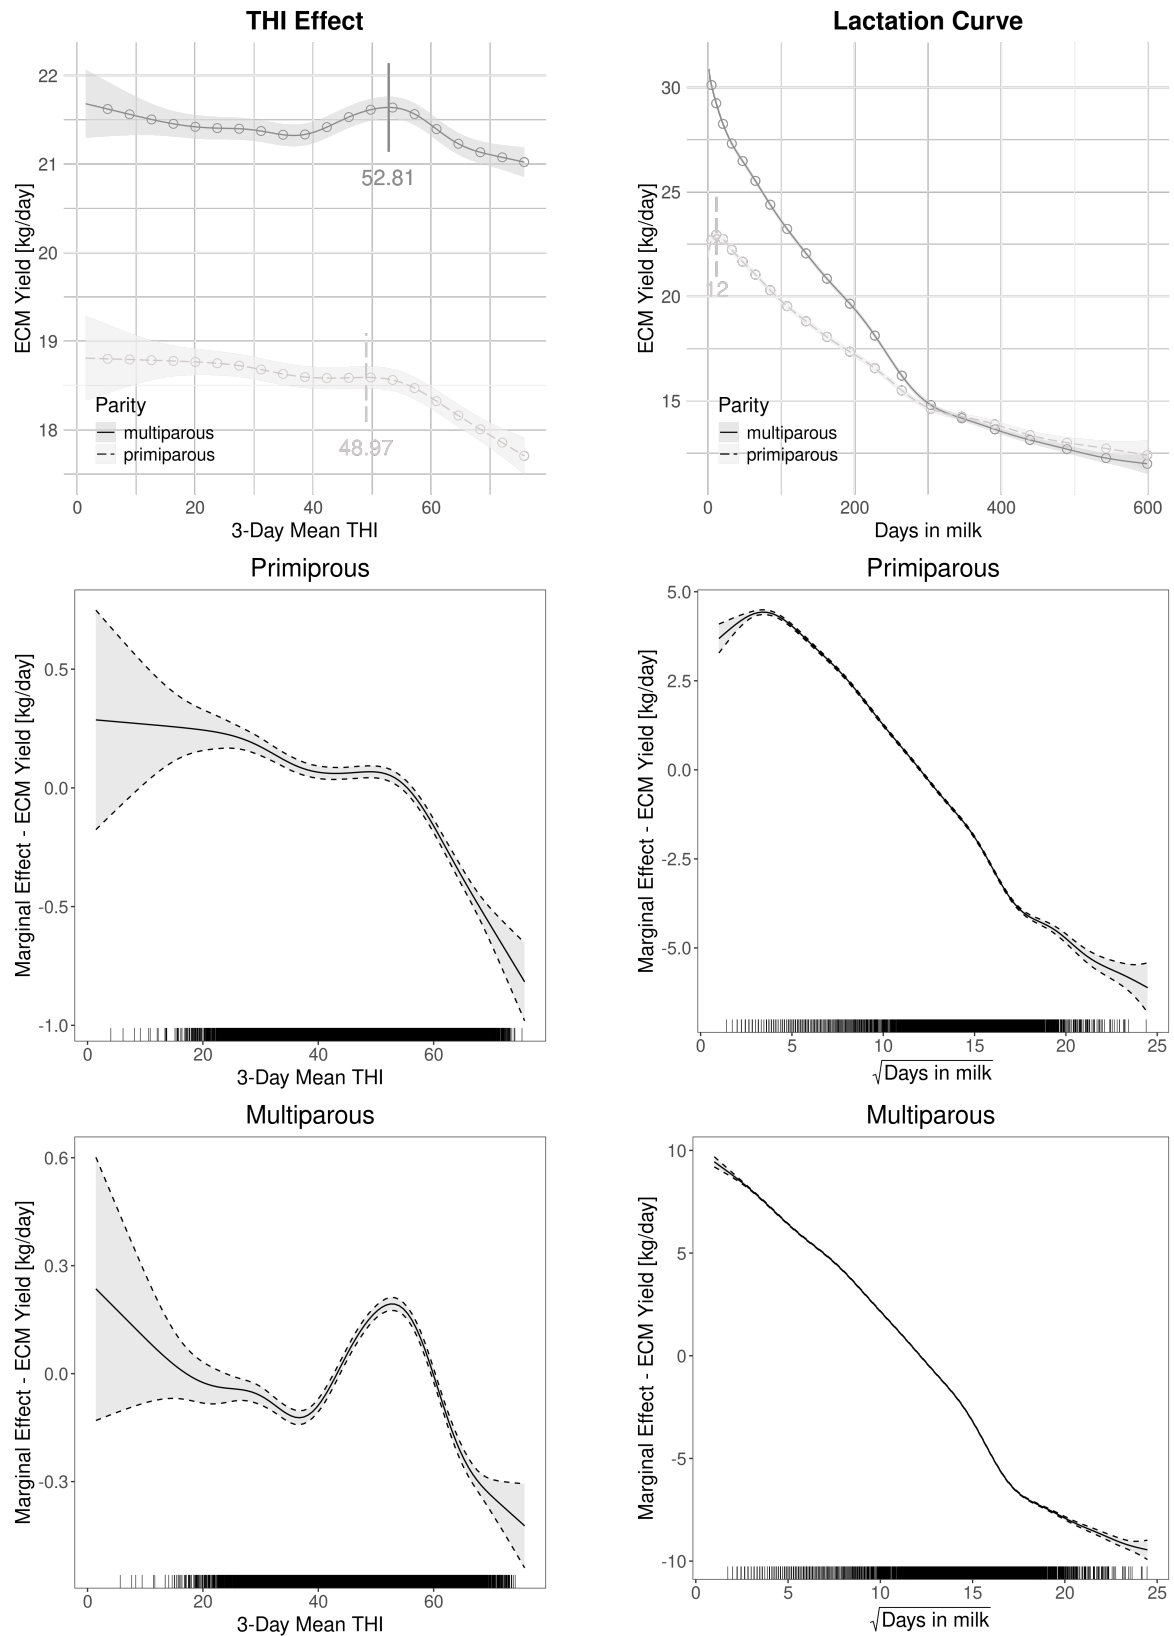 THI Effect
ECM Yield [kg/day]
22
21
20
19
18
52.81
48.97
Parity
multiparous
primiparous
0 20 40 60
3-Day Mean THI
Lactation Curve
ECM Yield [kg/day]
30
25
20
15
12
Parity
multiparous
primiparous
0 200 400 600
Days in milk
Primiprous
Marginal Effect - ECM Yield [kg/day]
0.5
0.0
-0.5
-1.0
0 20 40 60
3-Day Mean THI
Primiparous
Marginal Effect - ECM Yield [kg/day]
5.0
2.5
0.0
-2.5
-5.0
0 5 10 15 20 25
√Days in milk
Multiparous
Marginal Effect - ECM Yield [kg/day]
0.6
0.3
0.0
-0.3
0 20 40 60
3-Day Mean THI
Multiparous
Marginal Effect - ECM Yield [kg/day]
10
5
0
-5
-10
0 5 10 15 20 25
√Days in milk